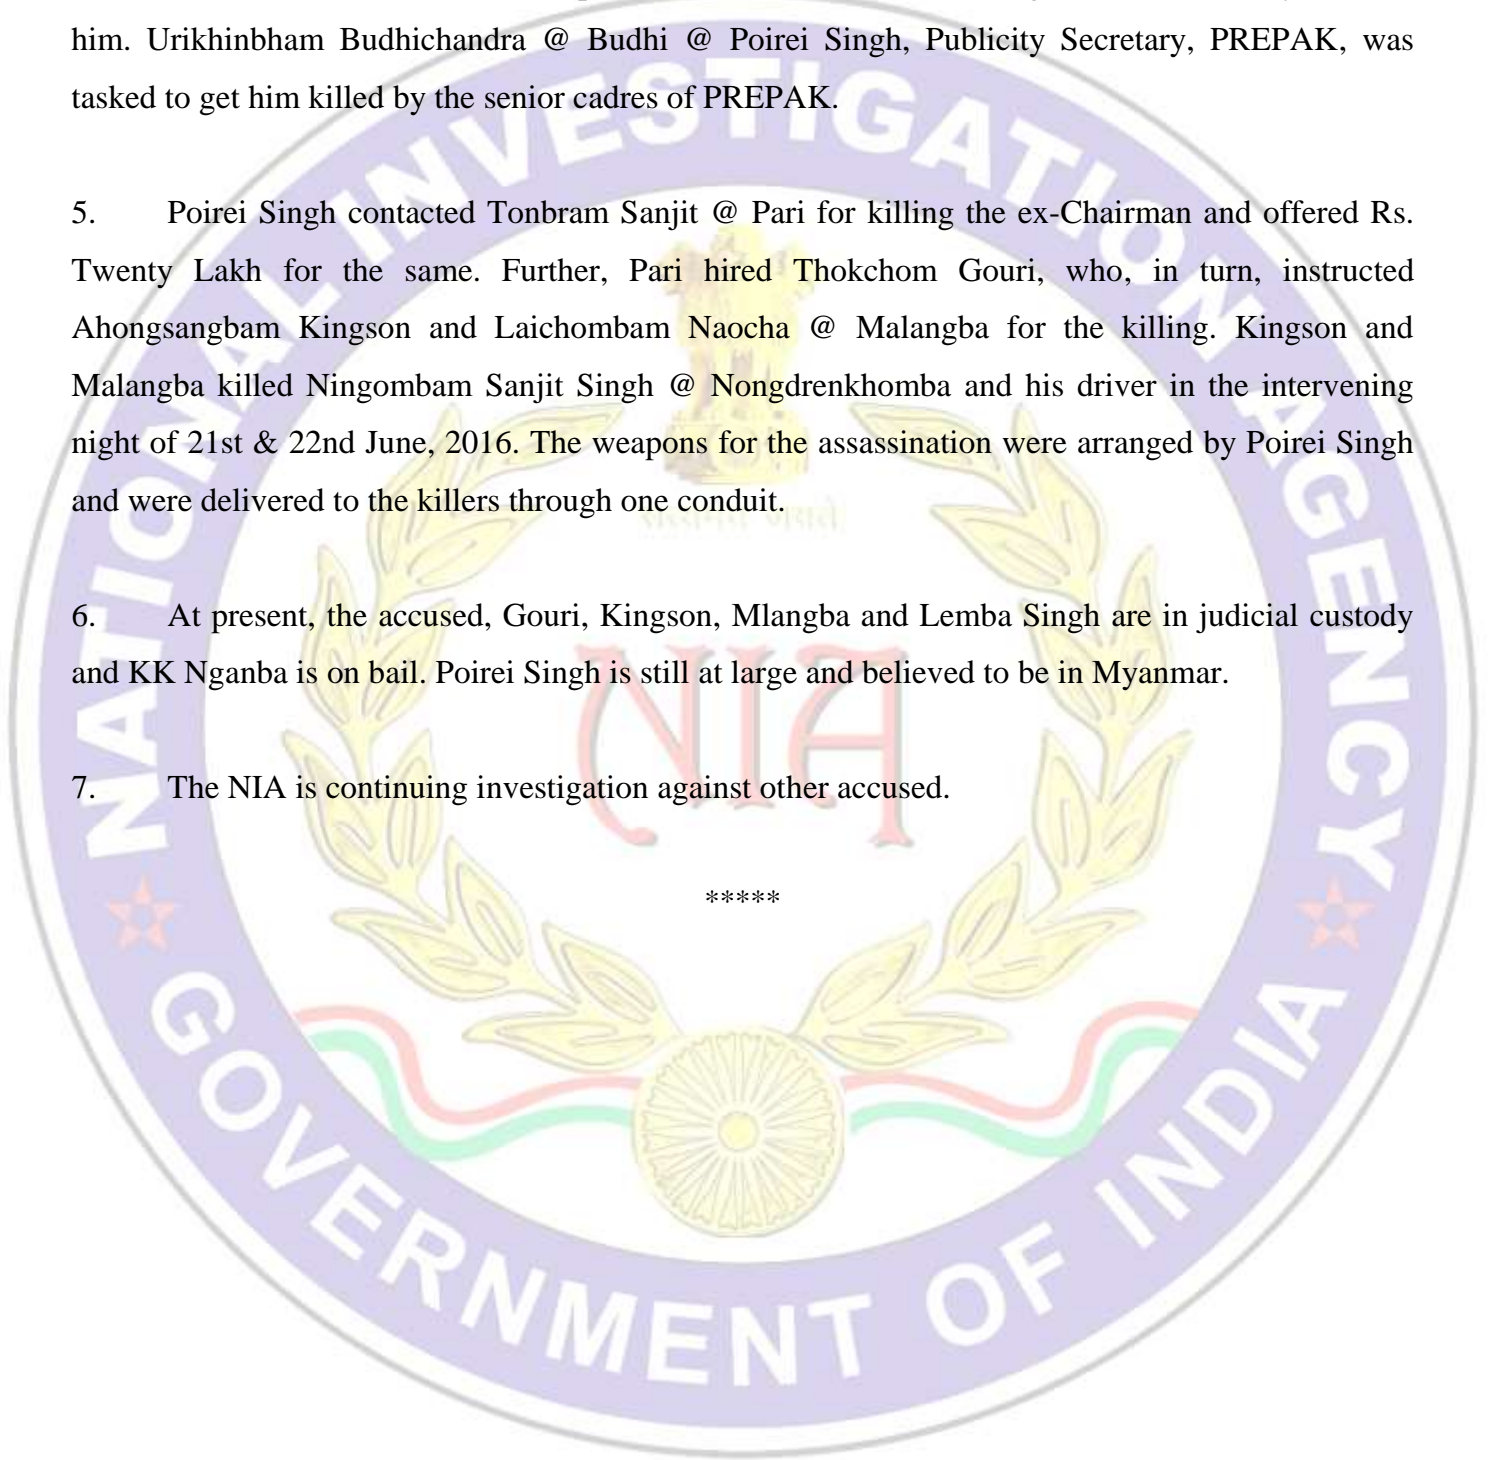 him. Urikhinbham Budhichandra @ Budhi @ Poirei Singh, Publicity Secretary, PREPAK, was
tasked to get him killed by the senior cadres of PREPAK.
5. Poirei Singh contacted Tonbram Sanjit @ Pari for killing the ex-Chairman and offered Rs.
Twenty Lakh for the same. Further, Pari hired Thokchom Gouri, who, in turn, instructed
Ahongsangbam Kingson and Laichombam Naocha @ Malangba for the killing. Kingson and
Malangba killed Ningombam Sanjit Singh @ Nongdrenkhomba and his driver in the intervening
night of 21st & 22nd June, 2016. The weapons for the assassination were arranged by Poirei Singh
and were delivered to the killers through one conduit.
6. At present, the accused, Gouri, Kingson, Mlangba and Lemba Singh are in judicial custody
and KK Nganba is on bail. Poirei Singh is still at large and believed to be in Myanmar.
7. The NIA is continuing investigation against other accused.
*****
NATIONAL INVESTIGATION AGENCY
NIA
GOVERNMENT OF INDIA